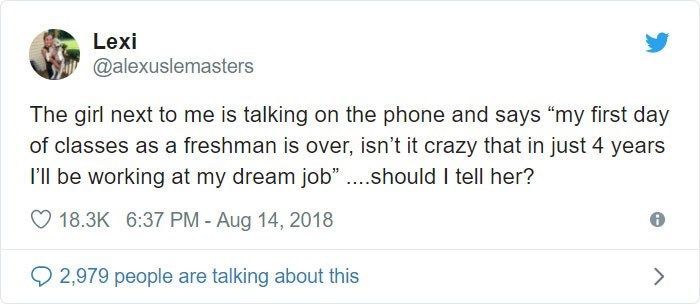 Lexi
@alexuslemasters
The girl next to me is talking on the phone and says “my first day
of classes as a freshman is over, isn’t it crazy that in just 4 years
I’ll be working at my dream job” ....should I tell her?
18.3K 6:37 PM - Aug 14, 2018
2,979 people are talking about this